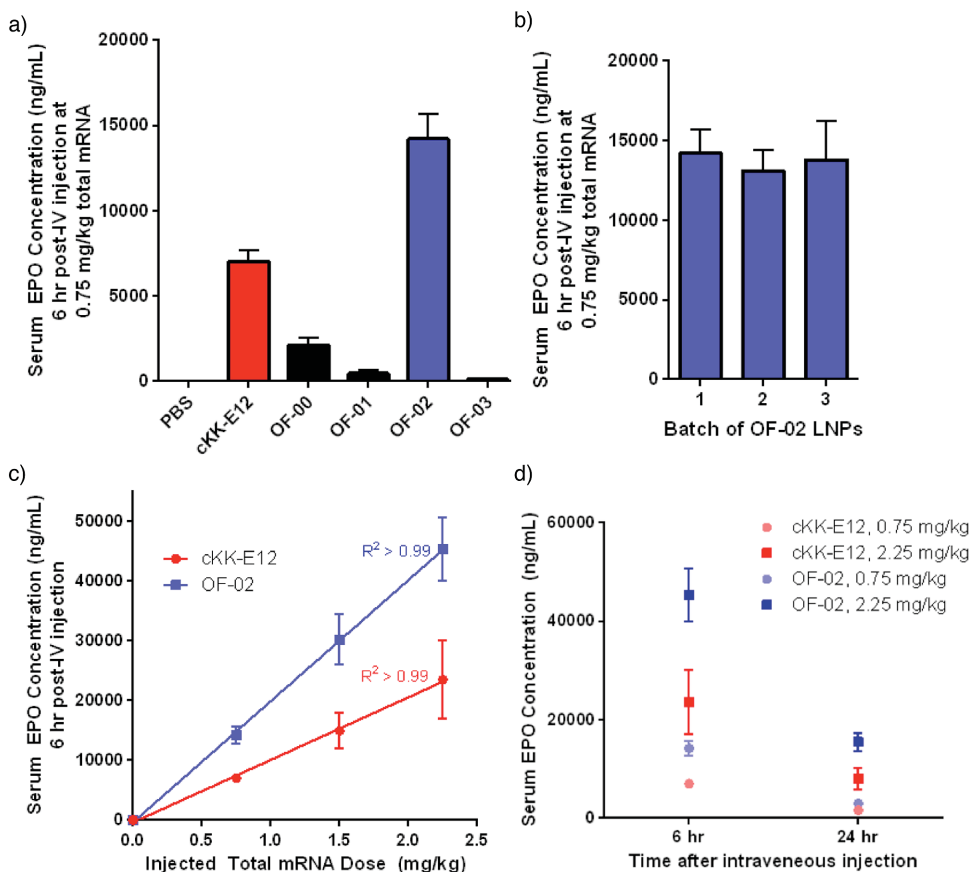 a)
Serum EPO Concentration (ng/mL)
6 hr post-IV injection at
0.75 mg/kg total mRNA
20000
15000
10000
5000
0
PBS
cKK-E12
OF-00
OF-01
OF-02
OF-03
b)
Serum EPO Concentration (ng/mL)
6 hr post-IV injection at
0.75 mg/kg total mRNA
20000
15000
10000
5000
0
1 2 3
Batch of OF-02 LNPs
c)
Serum EPO Concentration (ng/mL)
6 hr post-IV injection
50000
40000
30000
20000
10000
0
cKK-E12
OF-02
R² > 0.99
R² > 0.99
0.0 0.5 1.0 1.5 2.0 2.5
Injected Total mRNA Dose (mg/kg)
d)
Serum EPO Concentration (ng/mL)
60000
40000
20000
0
cKK-E12, 0.75 mg/kg
cKK-E12, 2.25 mg/kg
OF-02, 0.75 mg/kg
OF-02, 2.25 mg/kg
6 hr 24 hr
Time after intraveneous injection